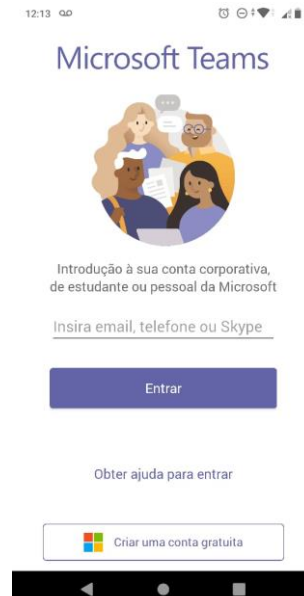 12:13
Microsoft Teams
Introdução à sua conta corporativa,
de estudante ou pessoal da Microsoft
Insira email, telefone ou Skype
Entrar
Obter ajuda para entrar
Criar uma conta gratuita